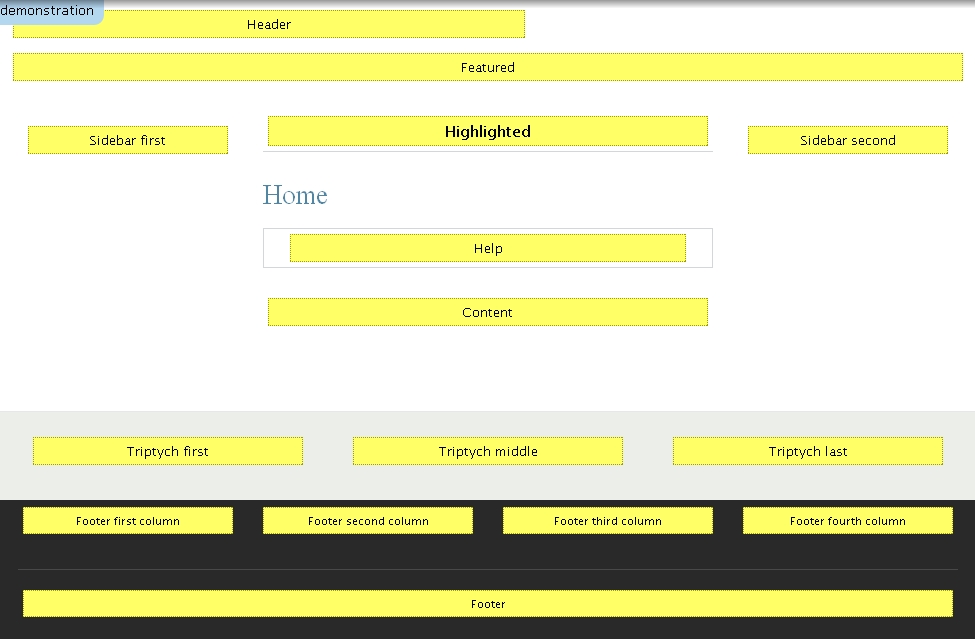 demonstration
Header
Featured
Sidebar first
Highlighted
Sidebar second
Home
Help
Content
Triptych first
Triptych middle
Triptych last
Footer first column
Footer second column
Footer third column
Footer fourth column
Footer